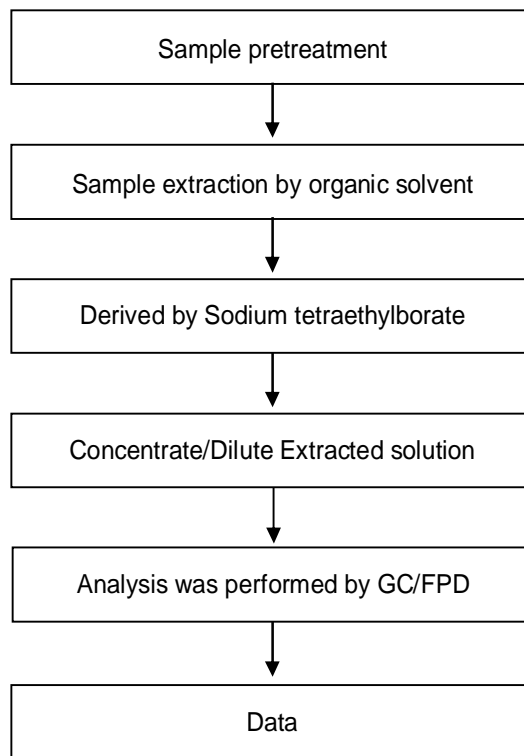 Sample pretreatment
Sample extraction by organic solvent
Derived by Sodium tetraethylborate
Concentrate/Dilute Extracted solution
Analysis was performed by GC/FPD
Data